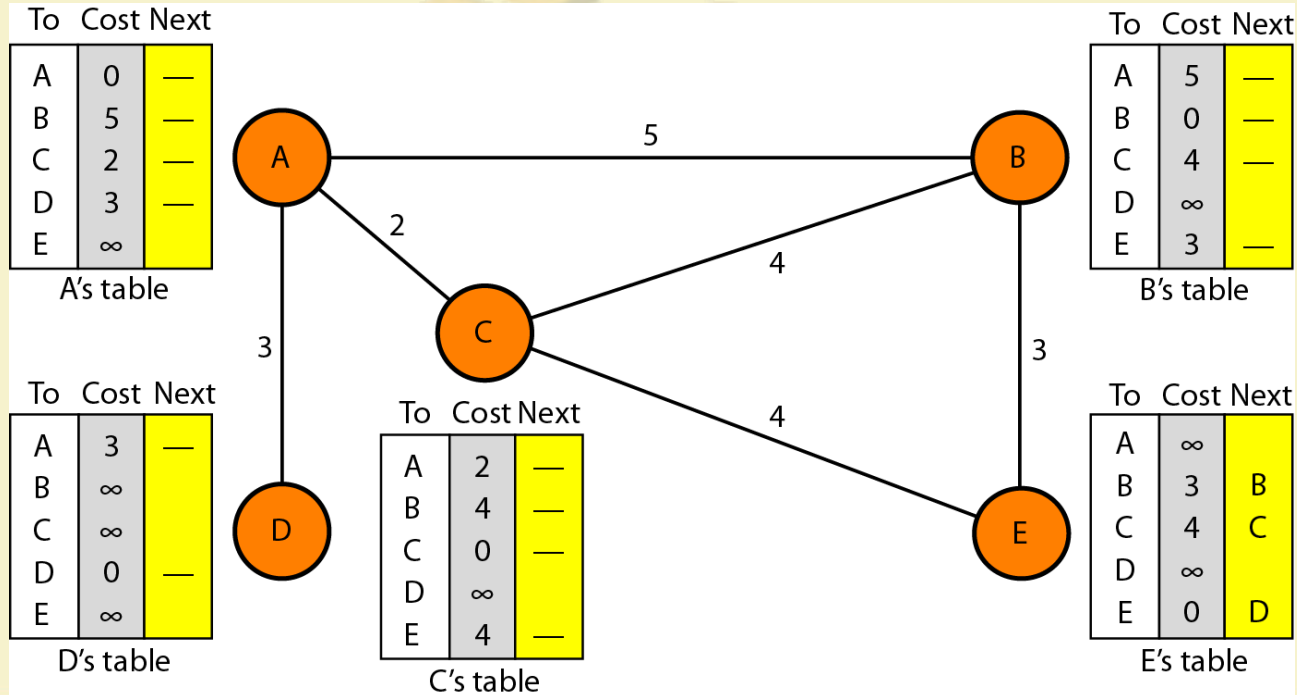 To Cost Next
A 0 —
B 5 —
C 2 —
D 3 —
E ∞
A's table
To Cost Next
A 5 —
B 0 —
C 4 —
D ∞
E 3 —
B's table
A
5
B
2
4
C
3
3
4
D
E
To Cost Next
A 3 —
B ∞
C ∞
D 0 —
E ∞
D's table
To Cost Next
A 2 —
B 4 —
C 0 —
D ∞
E 4 —
C's table
To Cost Next
A ∞
B 3 B
C 4 C
D ∞
E 0 D
E's table